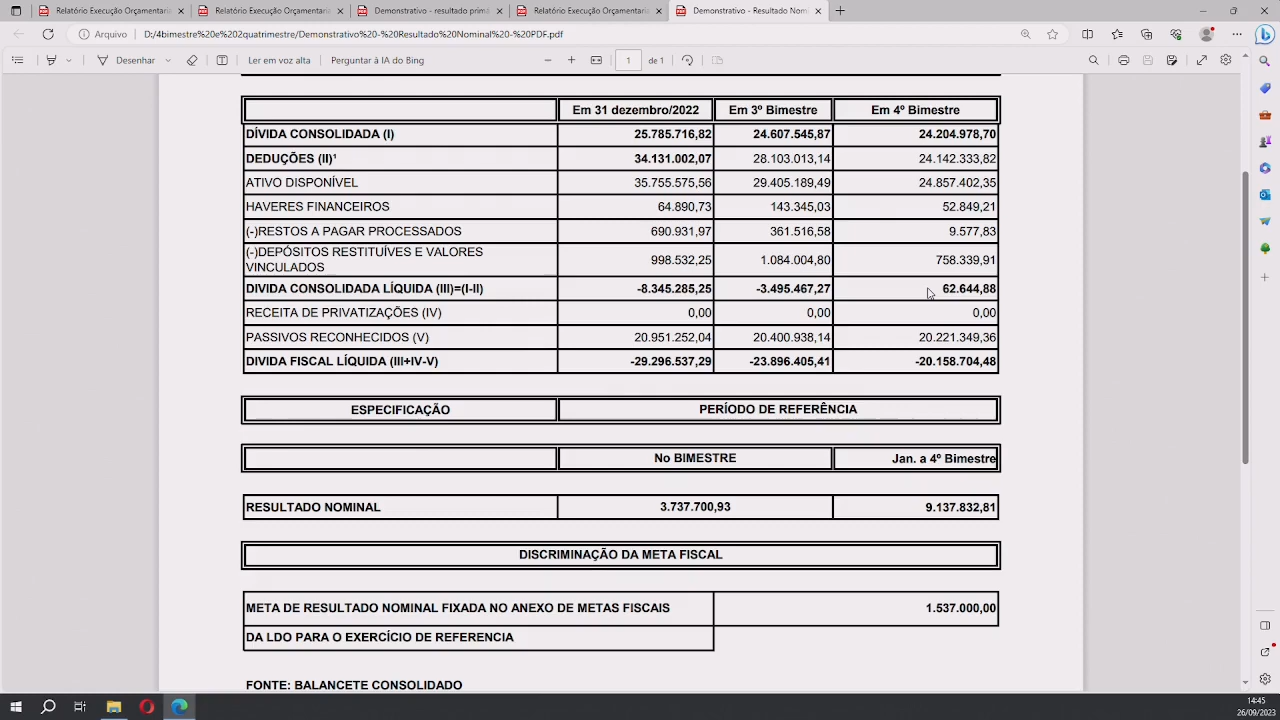 Relatório Execução Orçamentaria
Relatório Execução Orçamentaria
Demonstrativo - resultado primá
Relatório Execução Orçamentaria
Demonstrativo - Resultado Nomi
Arquivo
D:/4bimestre%20e%202quatrimestre/Demonstrativo%20-%20Resultado%20Nominal%20-%20PDF.pdf
Desenhar
Ler em voz alta
Perguntar à IA do Bing
1 de 1
Em 31 dezembro/2022 Em 3º Bimestre Em 4º Bimestre
DÍVIDA CONSOLIDADA (I) 25.785.716,82 24.607.545,87 24.204.978,70
DEDUÇÕES (II)¹ 34.131.002,07 28.103.013,14 24.142.333,82
ATIVO DISPONÍVEL 35.755.575,56 29.405.189,49 24.857.402,35
HAVERES FINANCEIROS 64.890,73 143.345,03 52.849,21
(-)RESTOS A PAGAR PROCESSADOS 690.931,97 361.516,58 9.577,83
(-)DEPÓSITOS RESTITUÍVES E VALORES
VINCULADOS 998.532,25 1.084.004,80 758.339,91
DIVIDA CONSOLIDADA LÍQUIDA (III)=(I-II) -8.345.285,25 -3.495.467,27 62.644,88
RECEITA DE PRIVATIZAÇÕES (IV) 0,00 0,00 0,00
PASSIVOS RECONHECIDOS (V) 20.951.252,04 20.400.938,14 20.221.349,36
DIVIDA FISCAL LÍQUIDA (III+IV-V) -29.296.537,29 -23.896.405,41 -20.158.704,48
ESPECIFICAÇÃO PERÍODO DE REFERÊNCIA
No BIMESTRE Jan. a 4º Bimestre
RESULTADO NOMINAL 3.737.700,93 9.137.832,81
DISCRIMINAÇÃO DA META FISCAL
META DE RESULTADO NOMINAL FIXADA NO ANEXO DE METAS FISCAIS 1.537.000,00
DA LDO PARA O EXERCÍCIO DE REFERENCIA
FONTE: BALANCETE CONSOLIDADO
14:45
26/09/2023